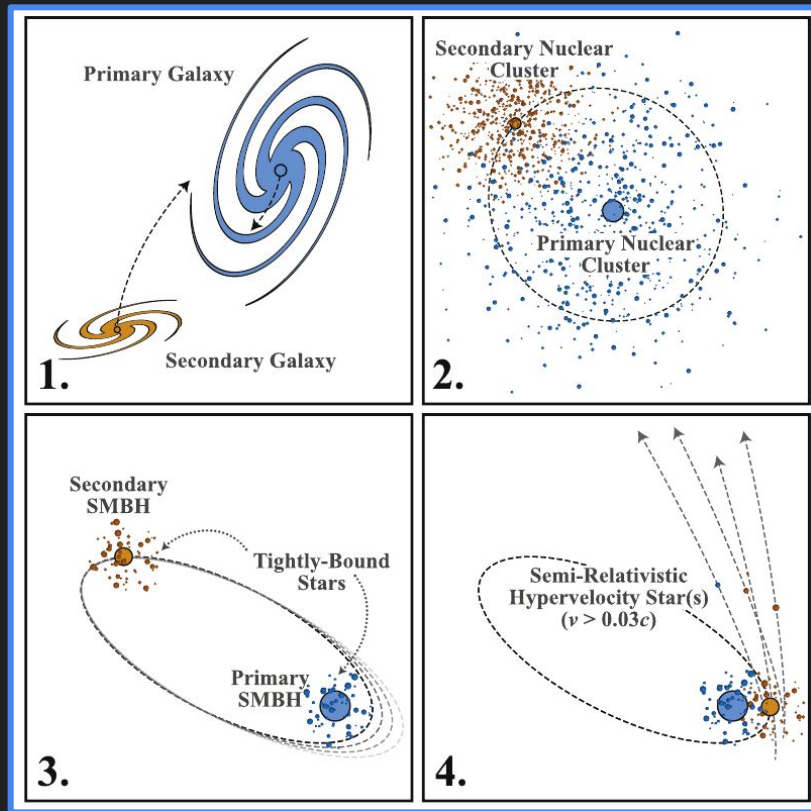 Primary Galaxy
Secondary Galaxy
1.
Secondary Nuclear
Cluster
Primary Nuclear
Cluster
2.
Secondary
SMBH
Tightly-Bound
Stars
Primary
SMBH
3.
Semi-Relativistic
Hypervelocity Star(s)
(v > 0.03c)
4.